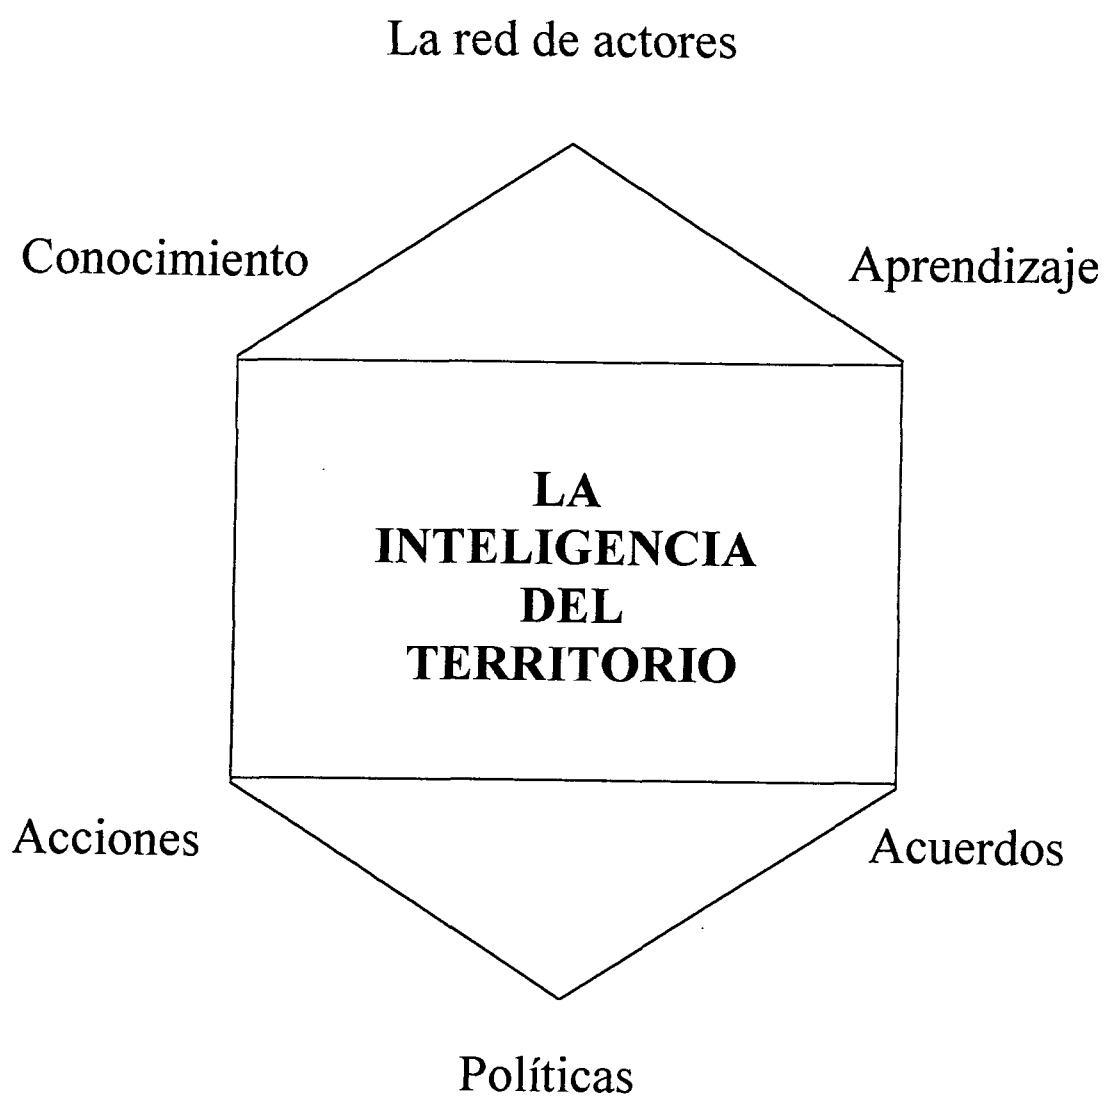 La red de actores
Conocimiento
Aprendizaje
LA
INTELIGENCIA
DEL
TERRITORIO
Acciones
Acuerdos
Políticas